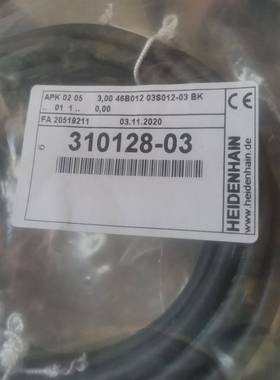 APK 02 05 3,00 46B012 03S012-03 BK
.. 01 1 .. 0,00
FA 20519211 03.11.2020
6
310128-03
CE
HEIDENHAIN
www.heidenhain.de